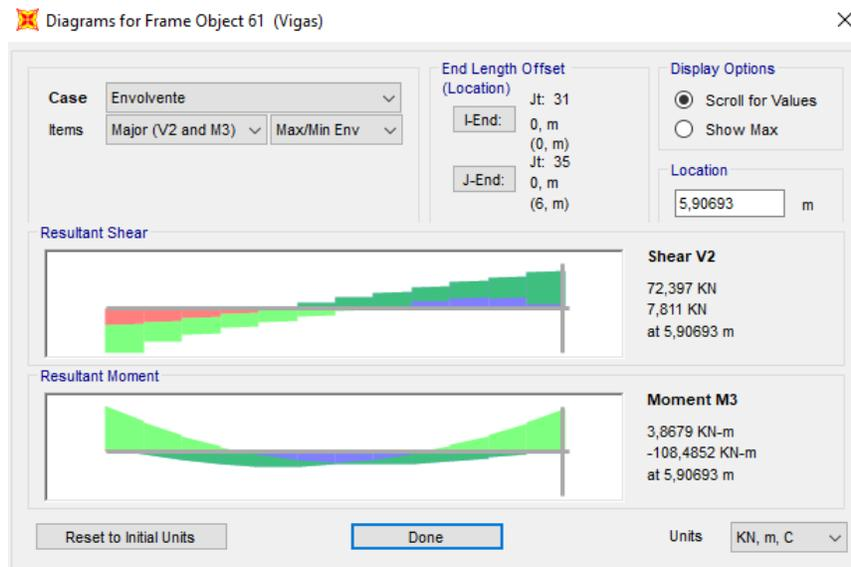 Diagrams for Frame Object 61 (Vigas)
Case Envolvente
Items Major (V2 and M3) Max/Min Env
End Length Offset
(Location)
Jt: 31
I-End: 0, m
(0, m)
Jt: 35
J-End: 0, m
(6, m)
Display Options
Scroll for Values
Show Max
Location
5,90693 m
Resultant Shear
Shear V2
72,397 KN
7,811 KN
at 5,90693 m
Resultant Moment
Moment M3
3,8679 KN-m
-108,4852 KN-m
at 5,90693 m
Reset to Initial Units Done Units KN, m, C